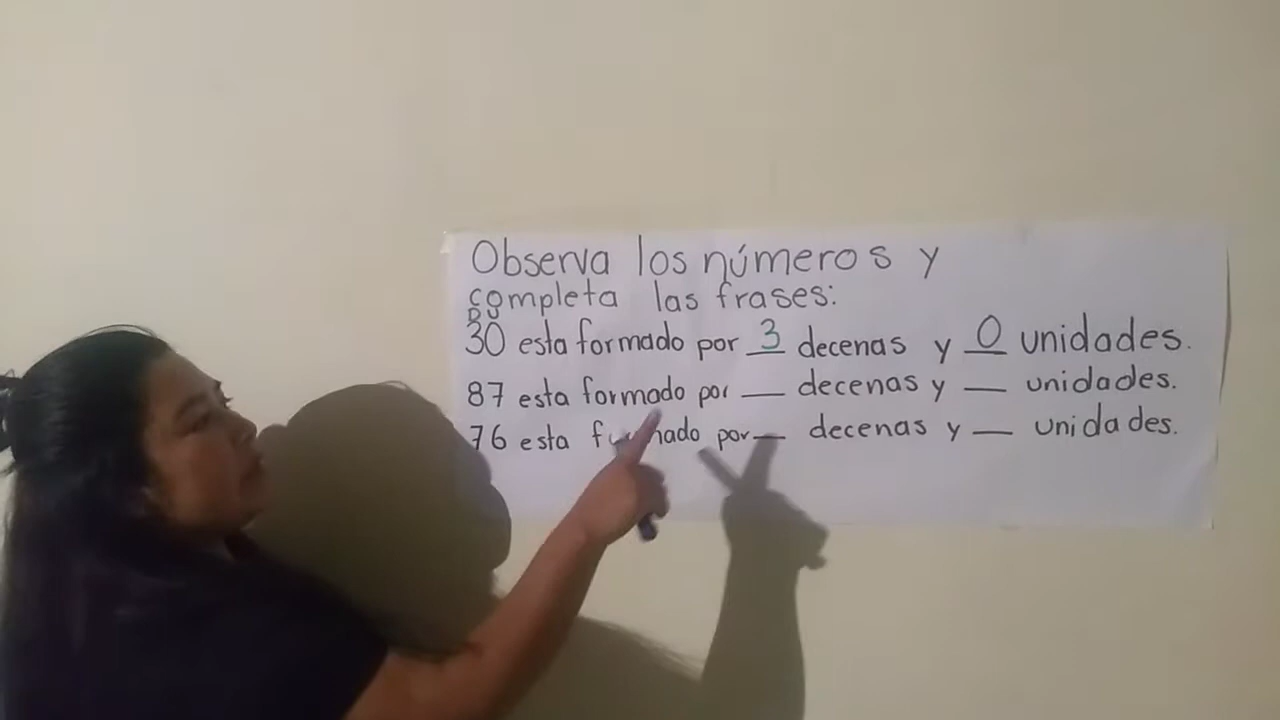 Observa los números y
completa las frases:
DU
30 esta formado por 3 decenas y 0 unidades.
87 esta formado por __ decenas y __ unidades.
76 esta por __ decenas y __ unidades.